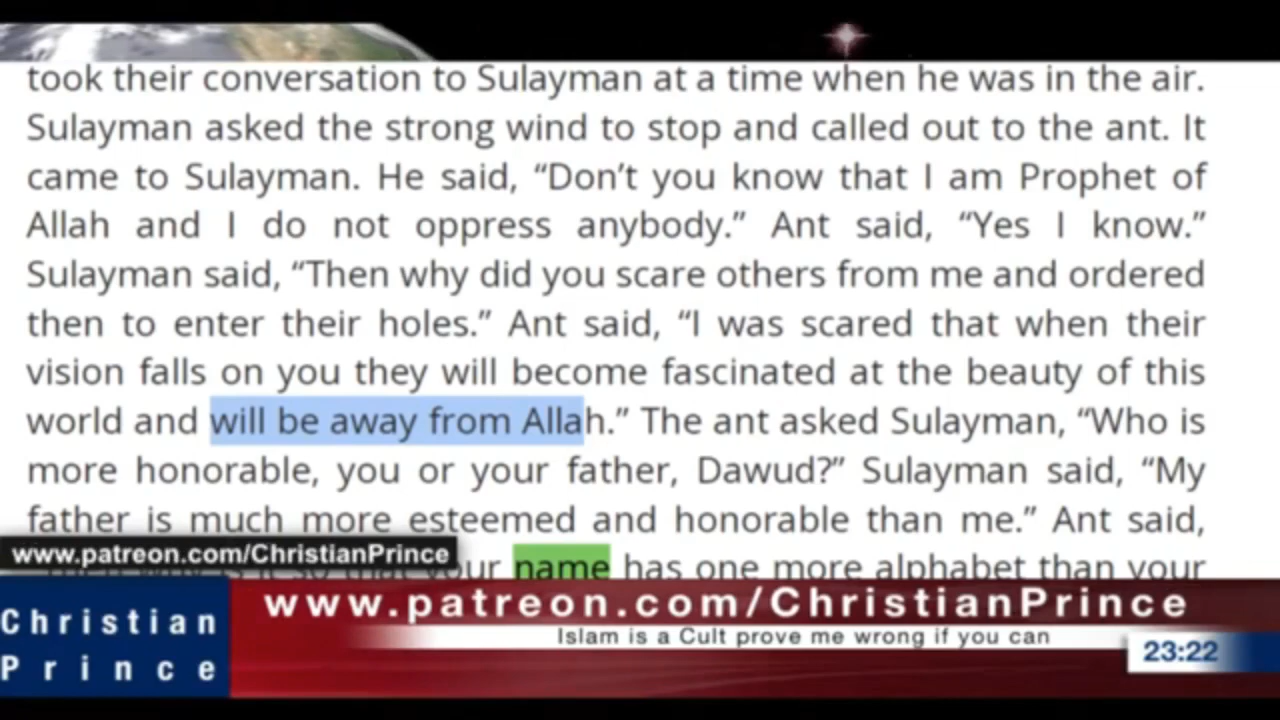 took their conversation to Sulayman at a time when he was in the air.
Sulayman asked the strong wind to stop and called out to the ant. It
came to Sulayman. He said, “Don’t you know that I am Prophet of
Allah and I do not oppress anybody.” Ant said, “Yes I know.”
Sulayman said, “Then why did you scare others from me and ordered
then to enter their holes.” Ant said, “I was scared that when their
vision falls on you they will become fascinated at the beauty of this
world and will be away from Allah.” The ant asked Sulayman, “Who is
more honorable, you or your father, Dawud?” Sulayman said, “My
father is much more esteemed and honorable than me.” Ant said,
your name has one more alphabet than your
www.patreon.com/ChristianPrince
www.patreon.com/ChristianPrince
Islam is a Cult prove me wrong if you can
Christian
Prince
23:22